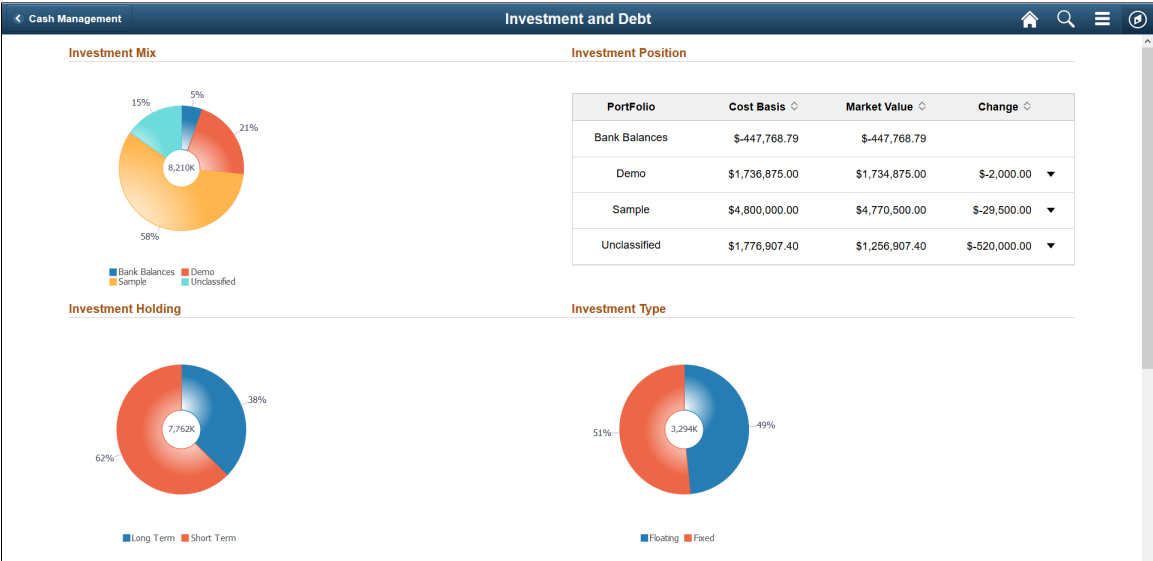 Cash Management
Investment and Debt
Investment Mix
15%
5%
21%
8,210K
58%
Bank Balances Demo
Sample Unclassified
Investment Position
PortFolio Cost Basis Market Value Change
Bank Balances $-447,768.79 $-447,768.79
Demo $1,736,875.00 $1,734,875.00 $-2,000.00
Sample $4,800,000.00 $4,770,500.00 $-29,500.00
Unclassified $1,776,907.40 $1,256,907.40 $-520,000.00
Investment Holding
38%
7,762K
62%
Long Term Short Term
Investment Type
49%
51%
3,294K
Floating Fixed